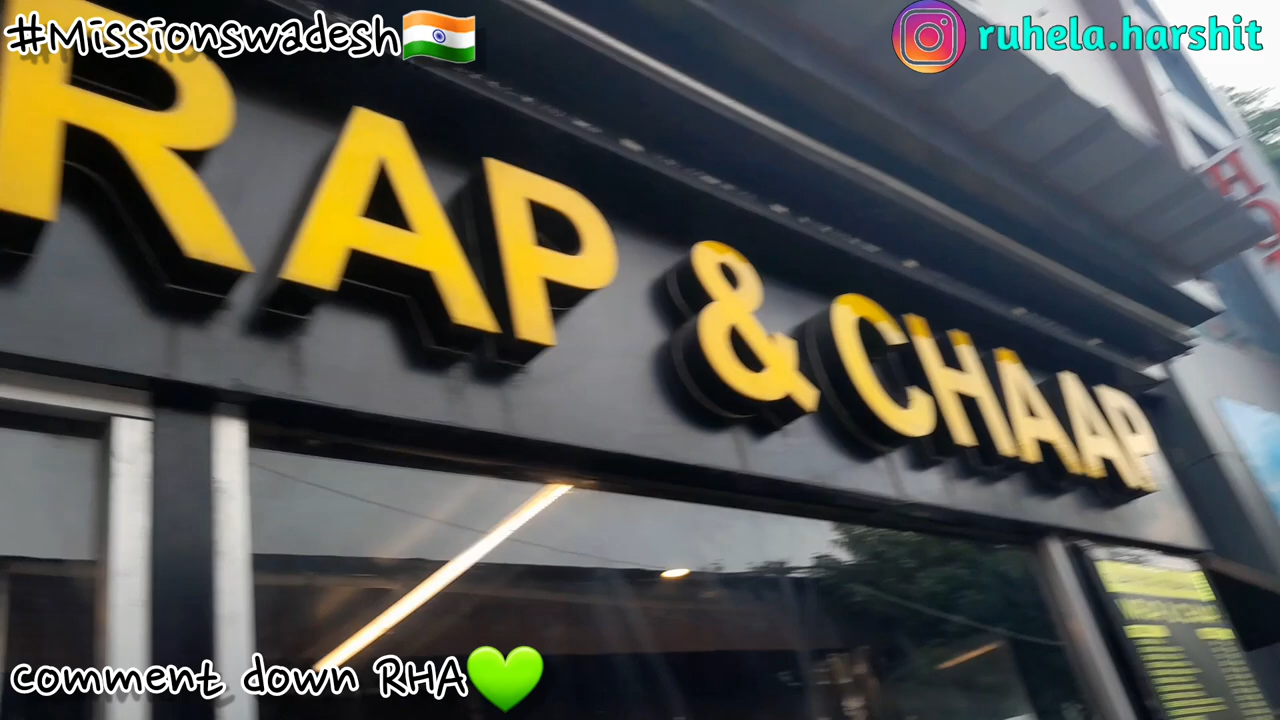 #Missionswadesh🇮🇳
ruhela.harshit
RAP & CHAAP
comment down RHA💚